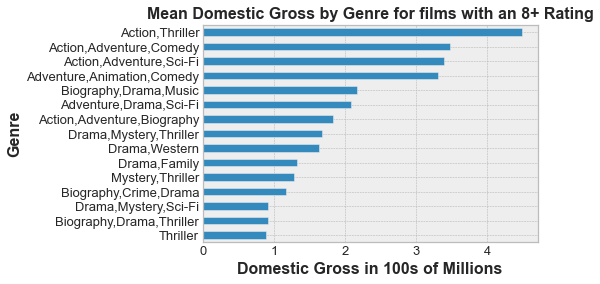 Mean Domestic Gross by Genre for films with an 8+ Rating
Action,Thriller
Action,Adventure,Comedy
Action,Adventure,Sci-Fi
Adventure,Animation,Comedy
Biography,Drama,Music
Adventure,Drama,Sci-Fi
Action,Adventure,Biography
Drama,Mystery,Thriller
Drama,Western
Drama,Family
Mystery,Thriller
Biography,Crime,Drama
Drama,Mystery,Sci-Fi
Biography,Drama,Thriller
Thriller
Genre
0 1 2 3 4
Domestic Gross in 100s of Millions